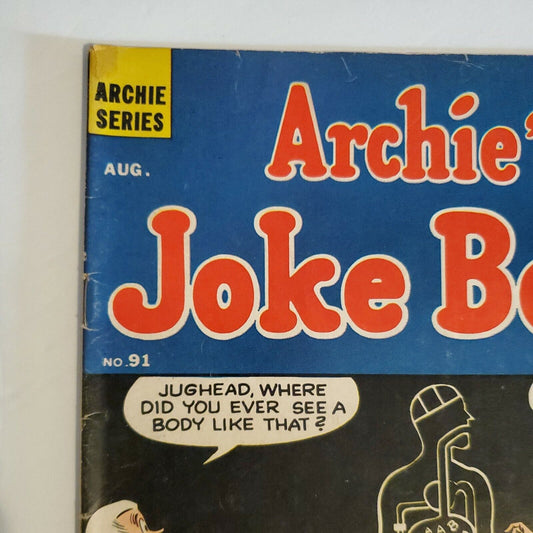 ARCHIE
SERIES
AUG.
Archie'
Joke Bo
NO.91
JUGHEAD, WHERE
DID YOU EVER SEE A
BODY LIKE THAT?